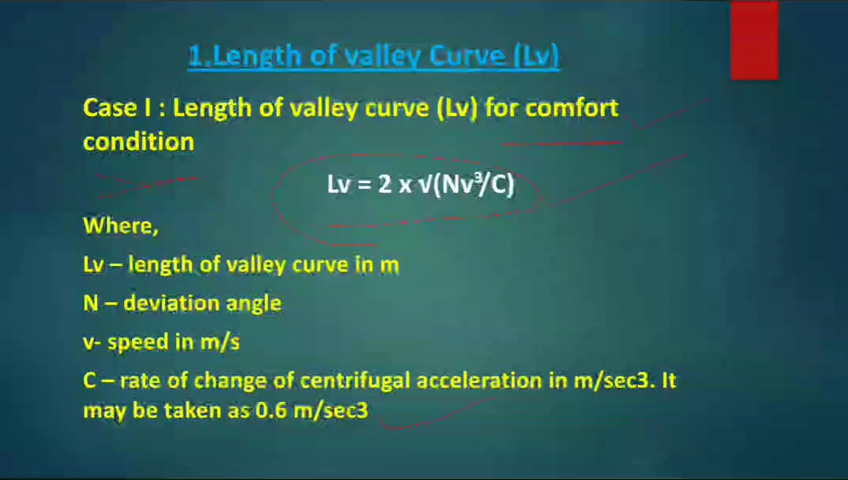 1.Length of valley Curve (Lv)
Case I : Length of valley curve (Lv) for comfort
condition
Lv = 2 x √(Nv³/C)
Where,
Lv – length of valley curve in m
N – deviation angle
v- speed in m/s
C – rate of change of centrifugal acceleration in m/sec3. It
may be taken as 0.6 m/sec3